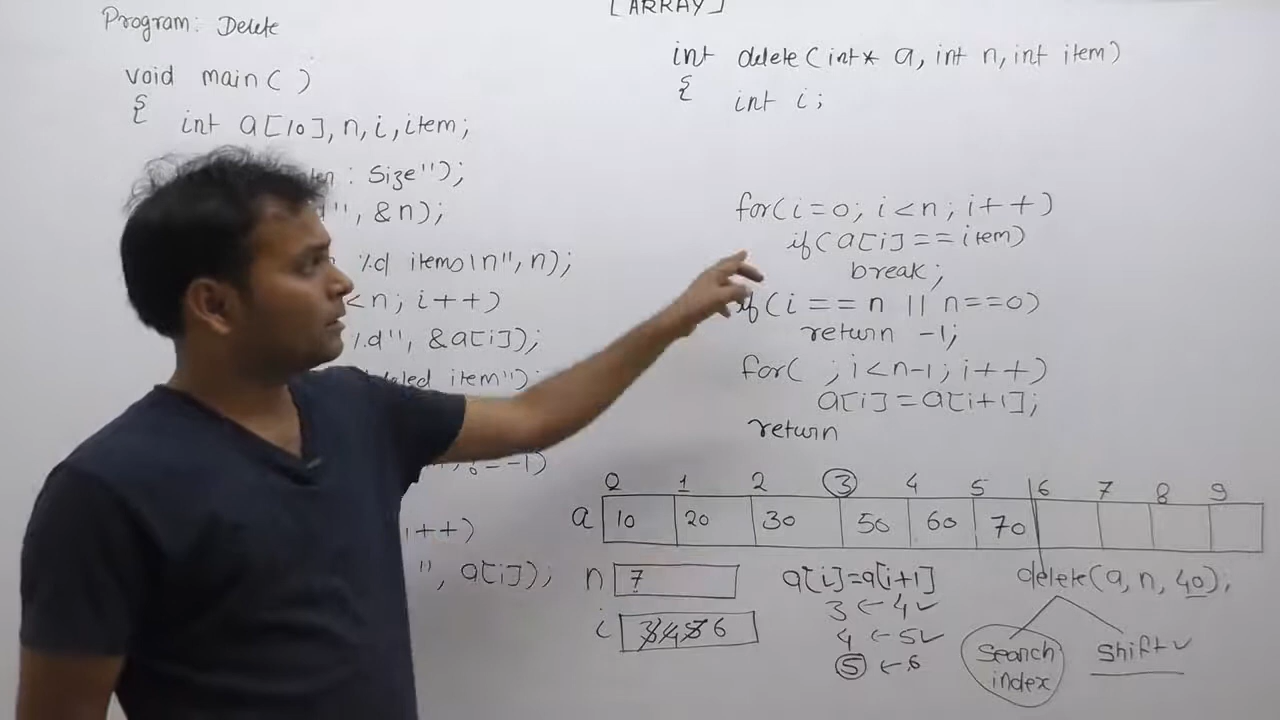 [ARRAY]
Program: Delete
void main( )
{
int a[10], n, i, item;
: Size");
", &n);
%d items\n", n);
<n; i++)
%d", &a[i]);
item");
i++)
", a[i]);
int delete(int* a, int n, int item)
{
int i;
for(i=0; i<n; i++)
if(a[i]==item)
break;
if(i==n || n==0)
return -1;
for( ; i<n-1; i++)
a[i]=a[i+1];
return
0 1 2 3 4 5 6 7 8 9
a 10 20 30 50 60 70
n 7
i 3 4 5 6
a[i]=a[i+1]
3 ← 4 ✓
4 ← 5 ✓
5 ← 6
delete(a, n, 40);
Search index
Shift ✓